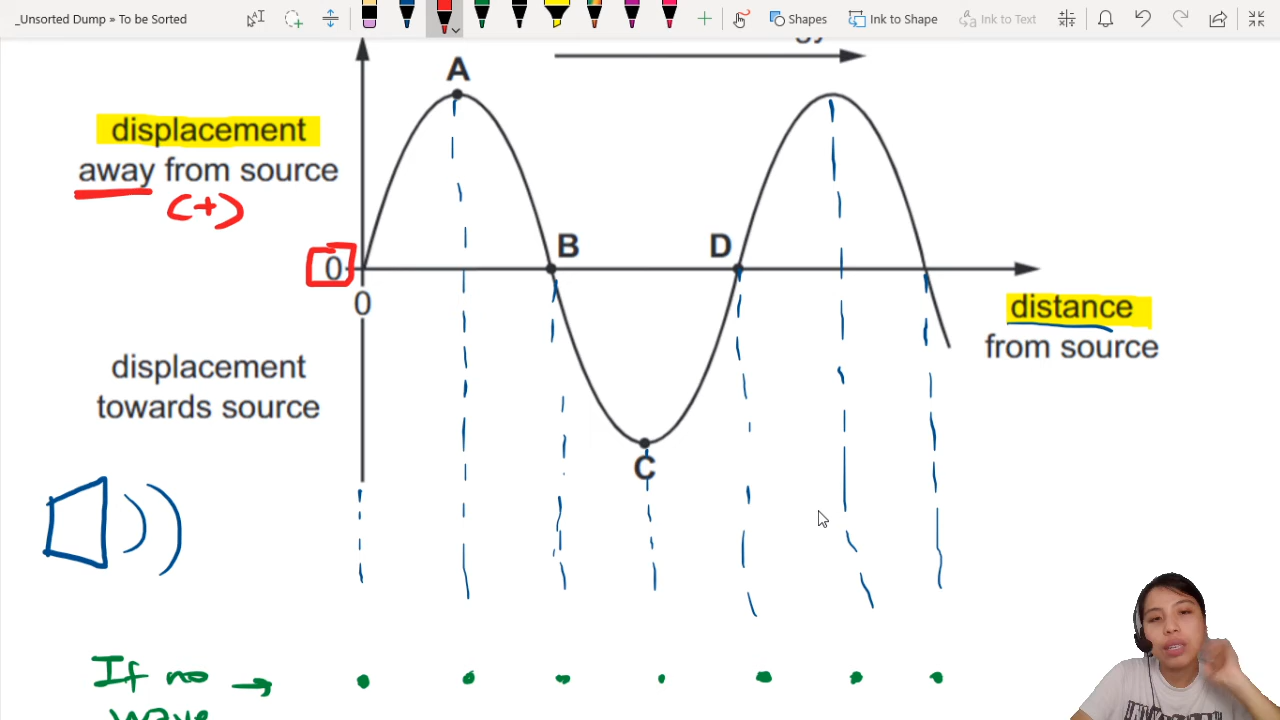 _Unsorted Dump » To be Sorted
Shapes
Ink to Shape
Ink to Text
A
displacement
away from source
(+)
B
D
0
0
distance
from source
displacement
towards source
C
If no
wave